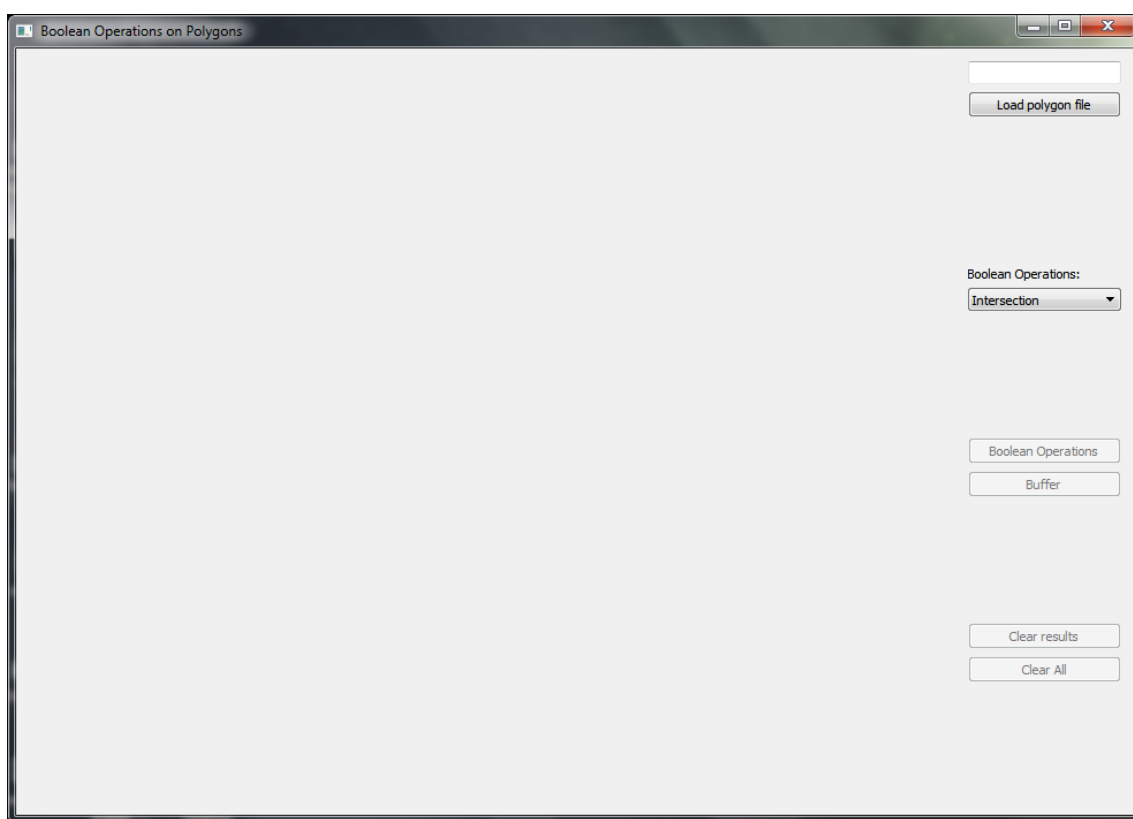 Boolean Operations on Polygons
Load polygon file
Boolean Operations:
Intersection
Boolean Operations
Buffer
Clear results
Clear All